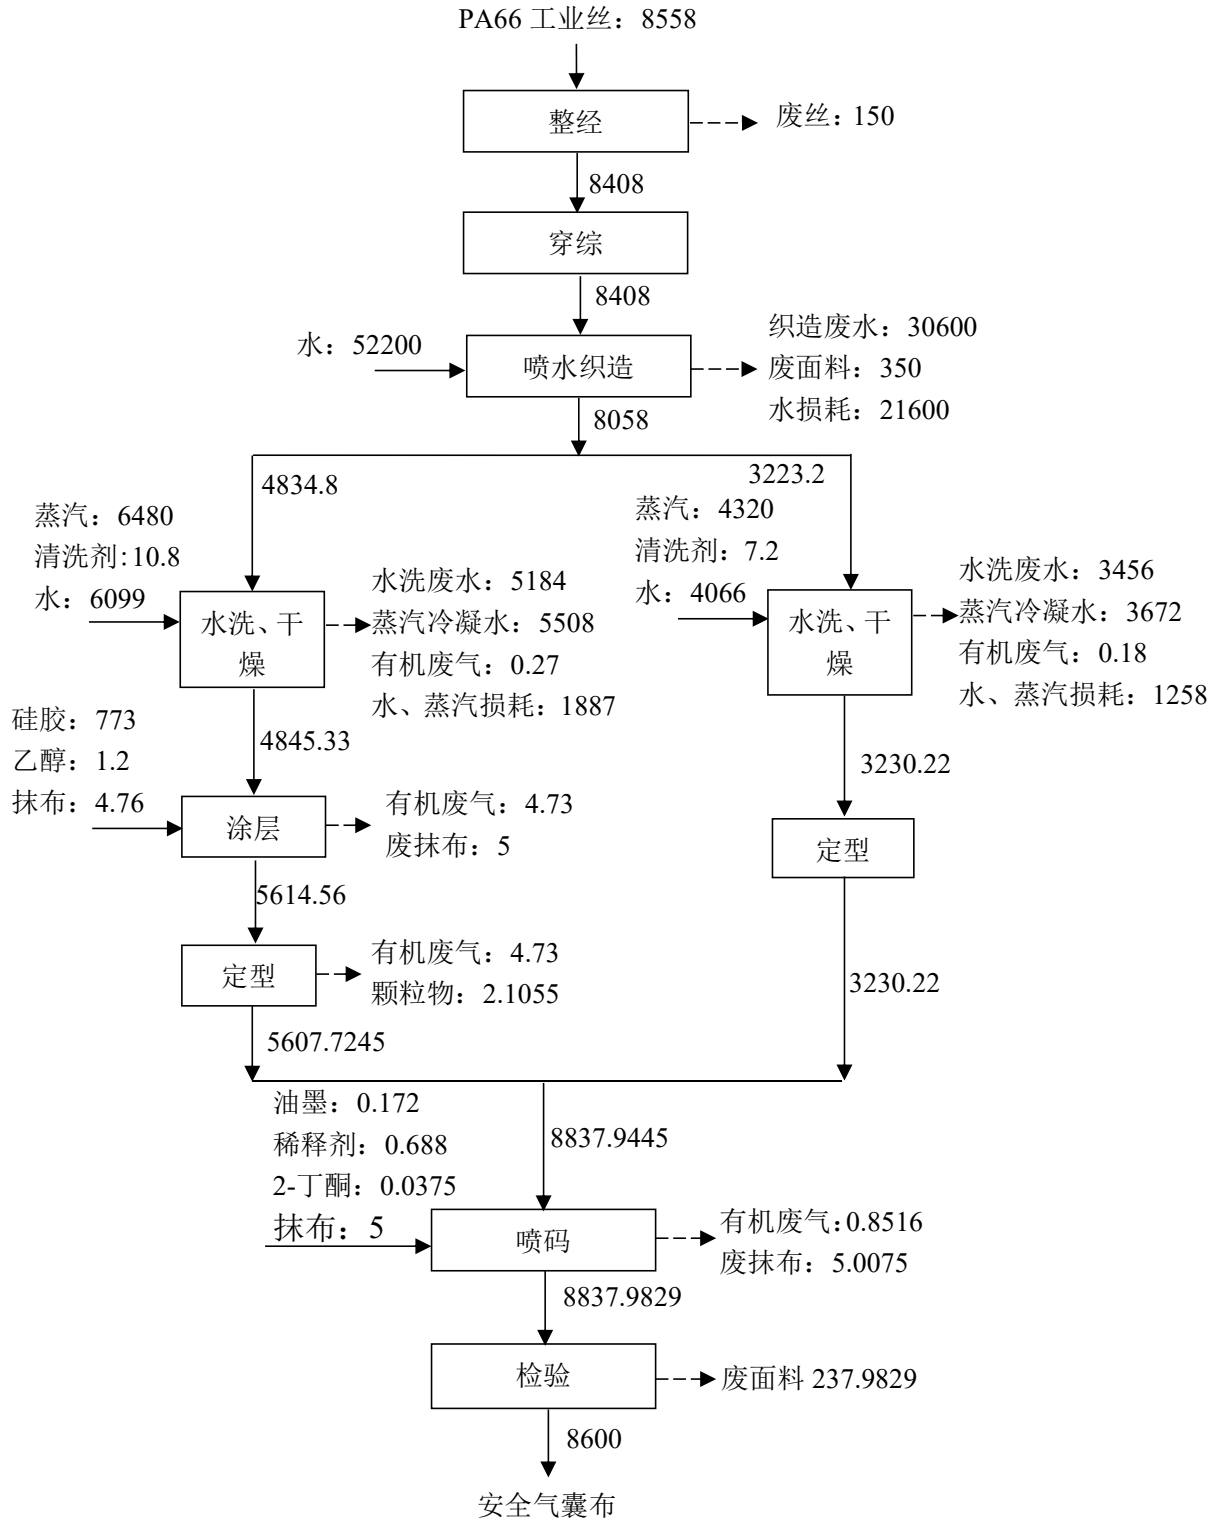 PA66 工业丝：8558
整经
废丝：150
8408
穿综
8408
水：52200
喷水织造
织造废水：30600
废面料：350
水损耗：21600
8058
4834.8
3223.2
蒸汽：6480
清洗剂:10.8
水：6099
水洗、干
燥
水洗废水：5184
蒸汽冷凝水：5508
有机废气：0.27
水、蒸汽损耗：1887
蒸汽：4320
清洗剂：7.2
水：4066
水洗、干
燥
水洗废水：3456
蒸汽冷凝水：3672
有机废气：0.18
水、蒸汽损耗：1258
硅胶：773
乙醇：1.2
抹布：4.76
4845.33
3230.22
涂层
有机废气：4.73
废抹布：5
定型
5614.56
定型
有机废气：4.73
颗粒物：2.1055
3230.22
5607.7245
油墨：0.172
稀释剂：0.688
2-丁酮：0.0375
抹布：5
8837.9445
喷码
有机废气:0.8516
废抹布：5.0075
8837.9829
检验
废面料 237.9829
8600
安全气囊布